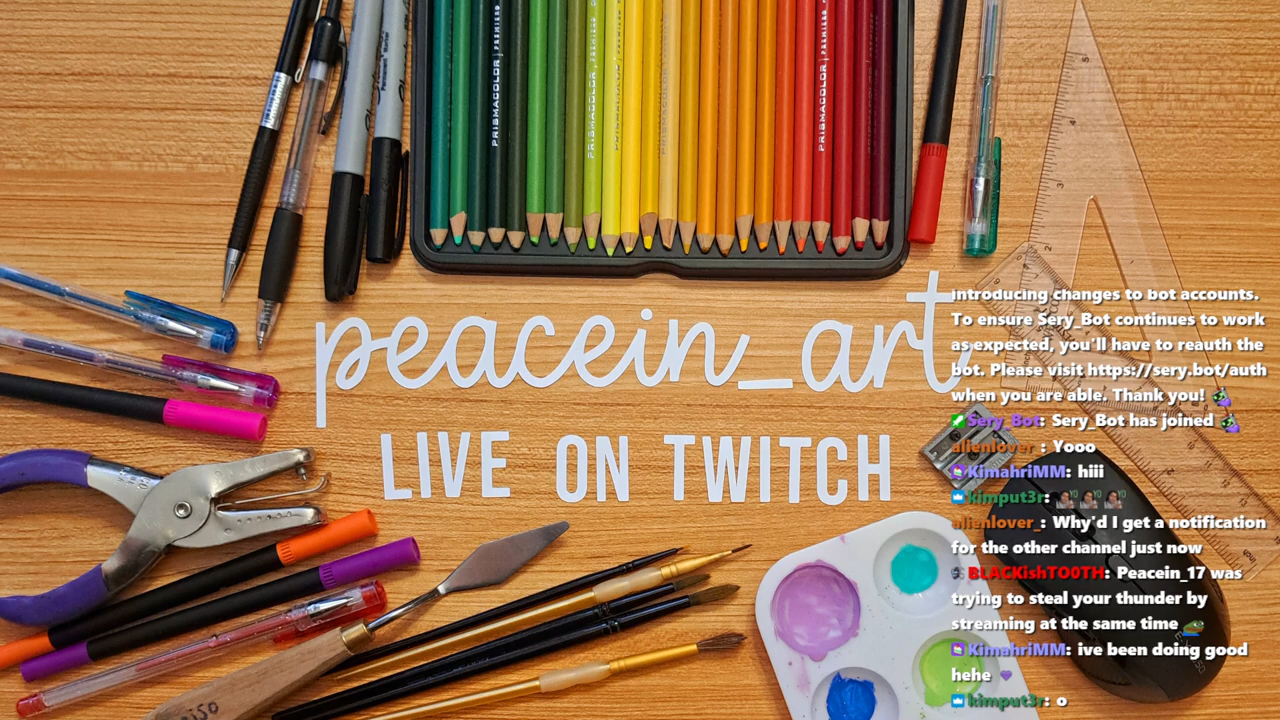 PRISMACOLOR | PREMIER
PRISMACOLOR
PRISMACOLOR
PRISMACOLOR
peacein_art
LIVE ON TWITCH
introducing changes to bot accounts.
To ensure Sery_Bot continues to work
as expected, you'll have to reauth the
bot. Please visit https://sery.bot/auth
when you are able. Thank you!
Sery_Bot: Sery_Bot has joined
alienlover_: Yooo
KimahriMM: hiii
kimput3r:
alienlover_: Why'd I get a notification
for the other channel just now
BLACKishTO0TH: Peacein_17 was
trying to steal your thunder by
streaming at the same time
KimahriMM: ive been doing good
hehe
kimput3r: o